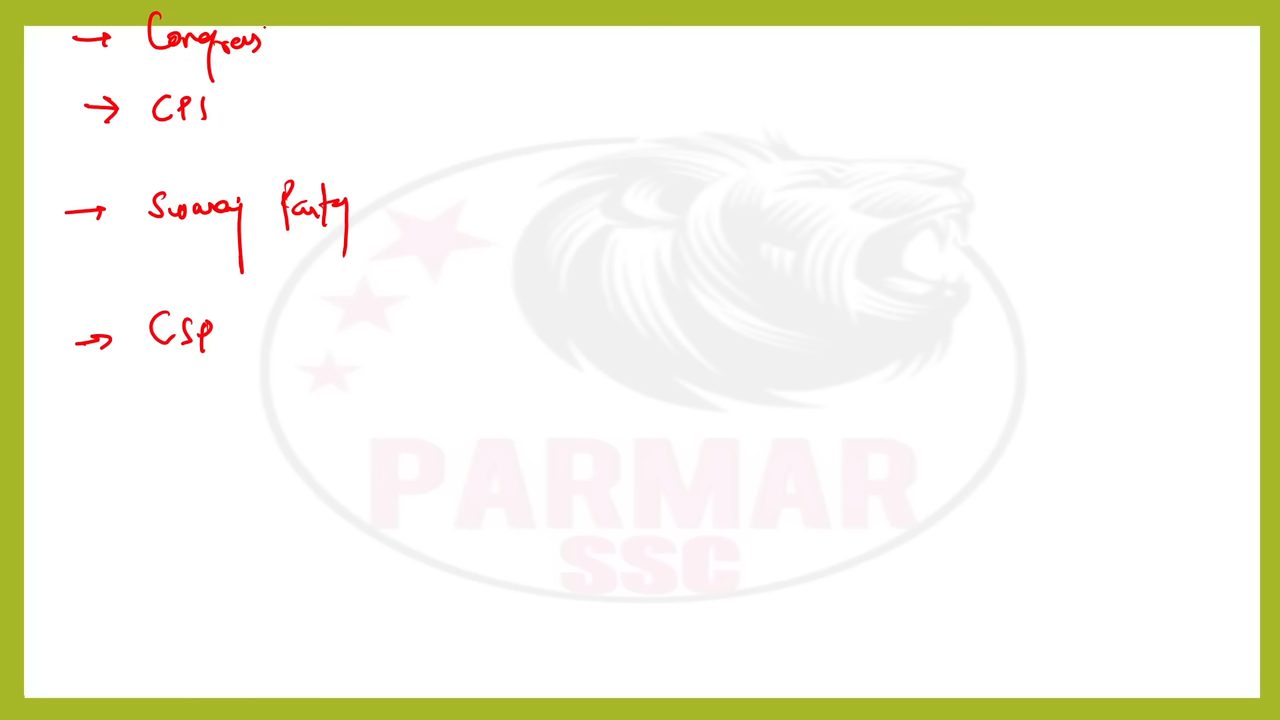 → Congress
→ CPI
→ Swaraj Party
→ CSP
PARMAR
SSC